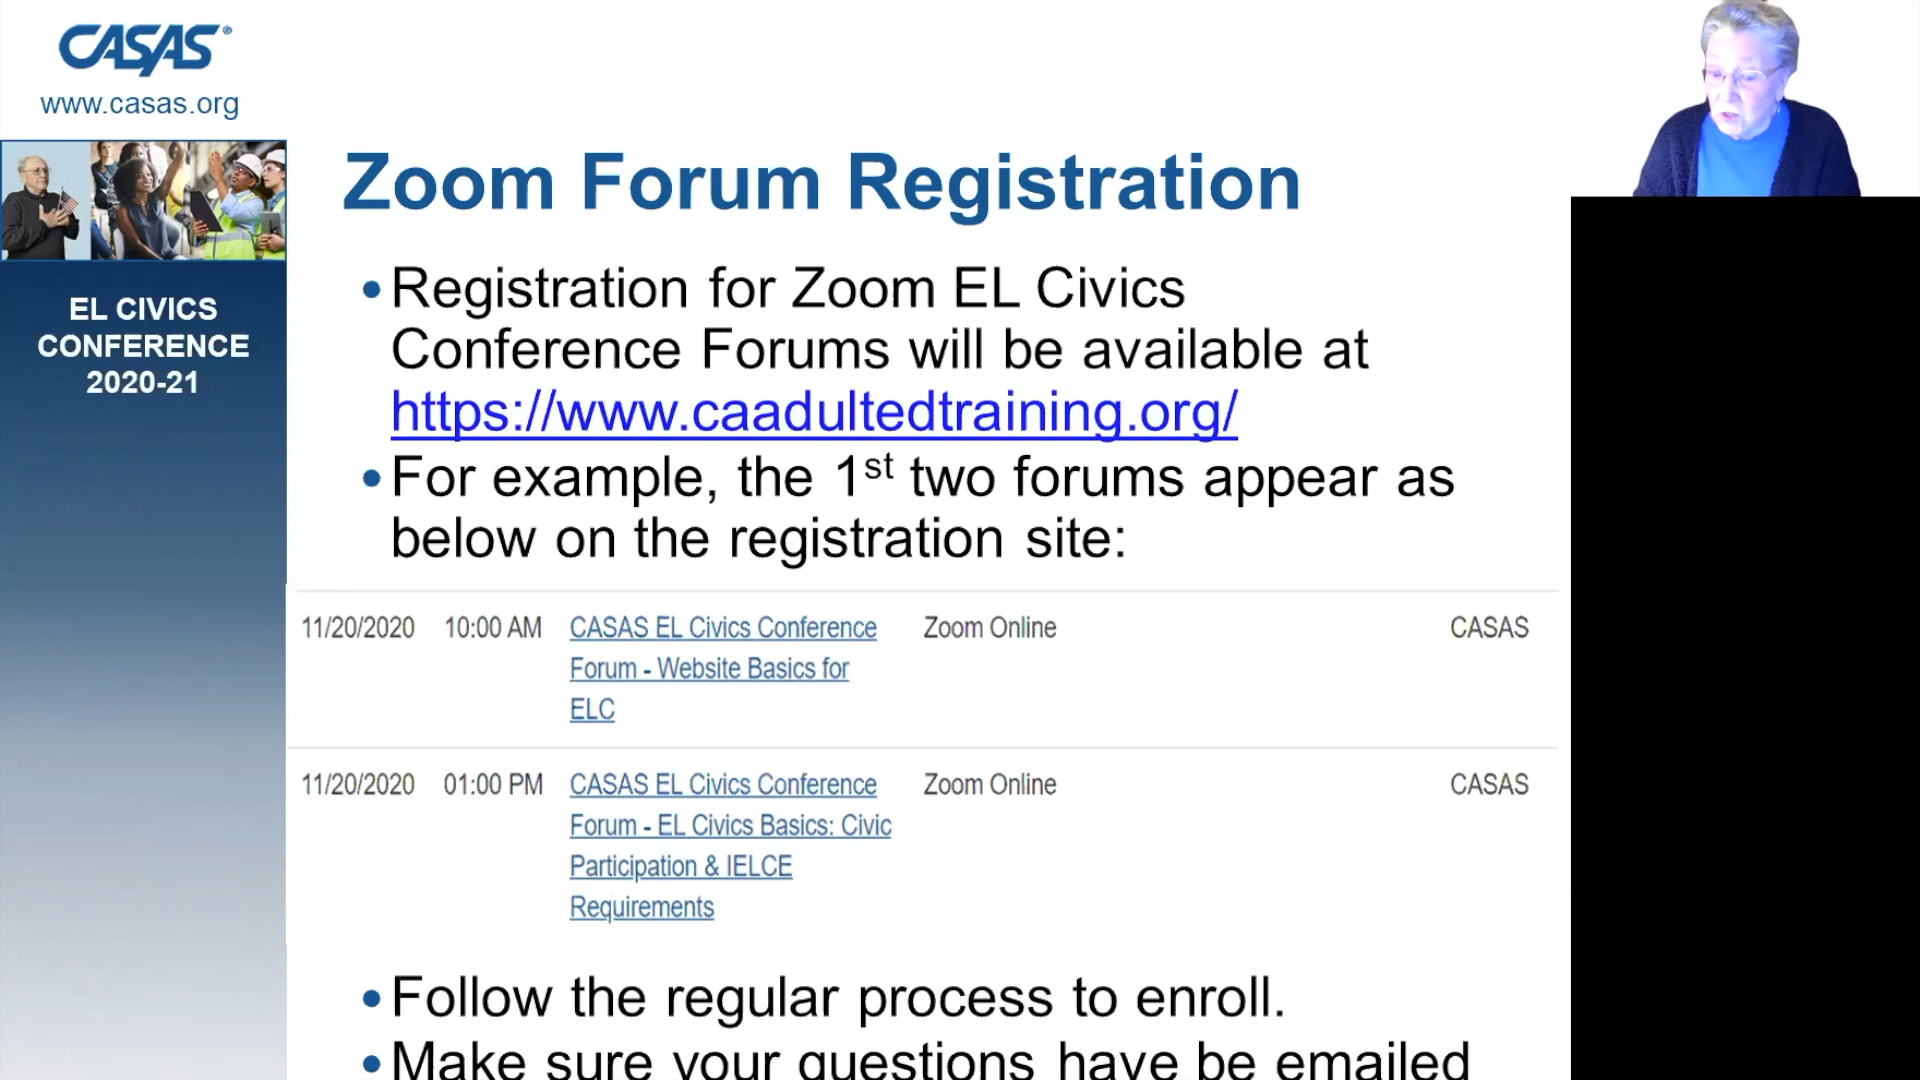 CASAS®
www.casas.org
EL CIVICS
CONFERENCE
2020-21
Zoom Forum Registration
•Registration for Zoom EL Civics
Conference Forums will be available at
https://www.caadultedtraining.org/
•For example, the 1st two forums appear as
below on the registration site:
11/20/2020 10:00 AM CASAS EL Civics Conference Zoom Online CASAS
Forum - Website Basics for
ELC
11/20/2020 01:00 PM CASAS EL Civics Conference Zoom Online CASAS
Forum - EL Civics Basics: Civic
Participation & IELCE
Requirements
•Follow the regular process to enroll.
•Make sure your questions have be emailed